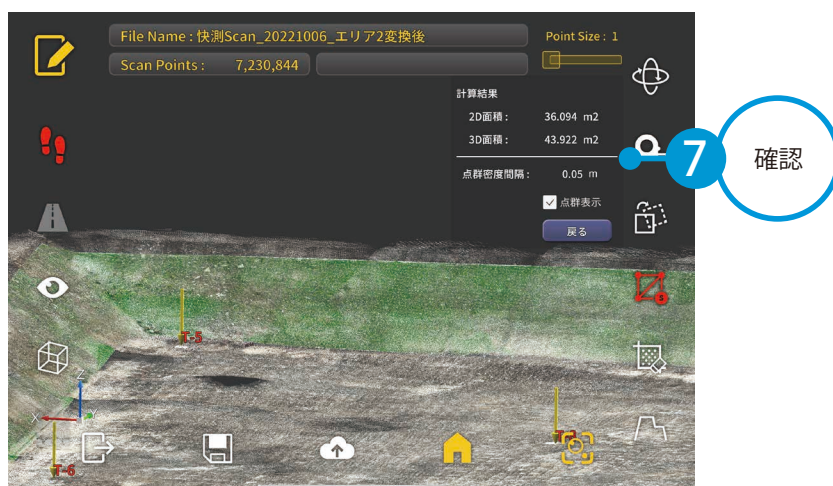 File Name : 快測Scan_20221006_エリア2変換後
Point Size : 1
Scan Points : 7,230,844
計算結果
2D面積 : 36.094 m2
3D面積 : 43.922 m2
点群密度間隔 : 0.05 m
点群表示
戻る
7 確認
S
T-5
Z
X Y
T-6